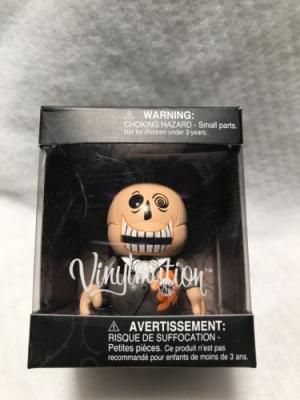 ⚠ WARNING:
CHOKING HAZARD - Small parts.
Not for children under 3 years.
Vinylmation™
⚠ AVERTISSEMENT:
RISQUE DE SUFFOCATION -
Petites pièces. Ce produit n'est pas
recommandé pour enfants de moins de 3 ans.